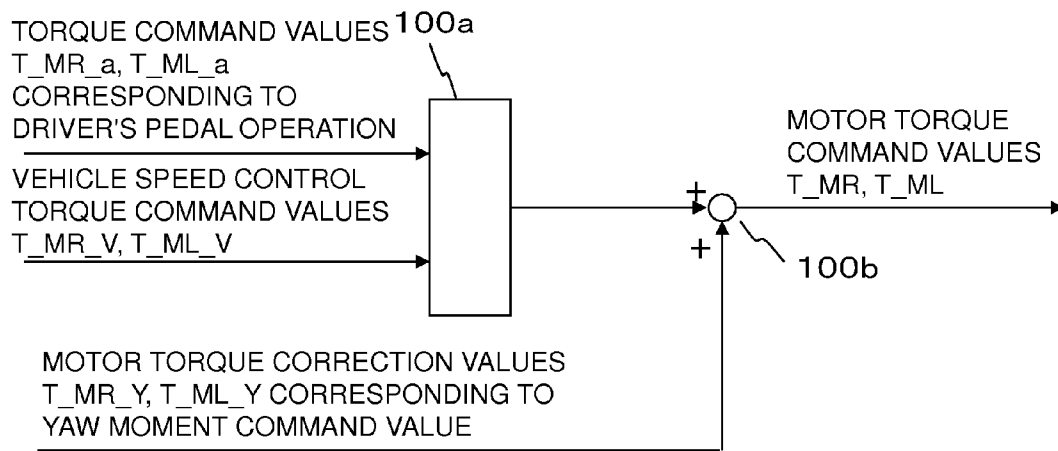 TORQUE COMMAND VALUES
T_MR_a, T_ML_a
CORRESPONDING TO
DRIVER'S PEDAL OPERATION
100a
VEHICLE SPEED CONTROL
TORQUE COMMAND VALUES
T_MR_V, T_ML_V
MOTOR TORQUE
COMMAND VALUES
T_MR, T_ML
+
+
100b
MOTOR TORQUE CORRECTION VALUES
T_MR_Y, T_ML_Y CORRESPONDING TO
YAW MOMENT COMMAND VALUE